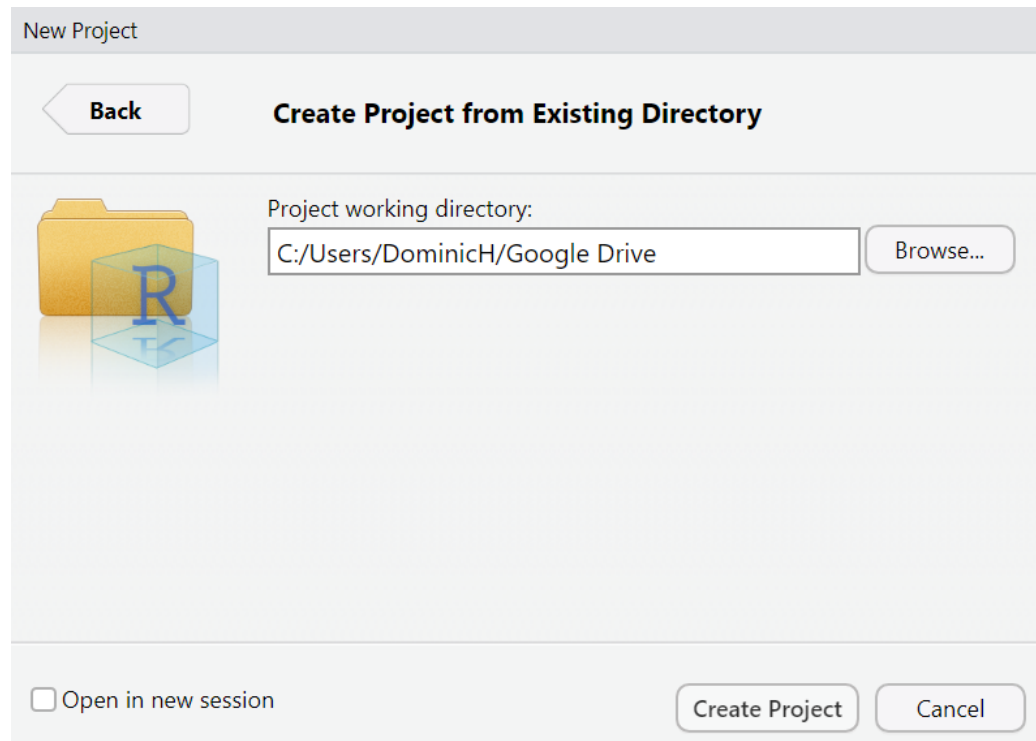 New Project
Back
Create Project from Existing Directory
Project working directory:
C:/Users/DominicH/Google Drive
Browse...
R
Open in new session
Create Project
Cancel